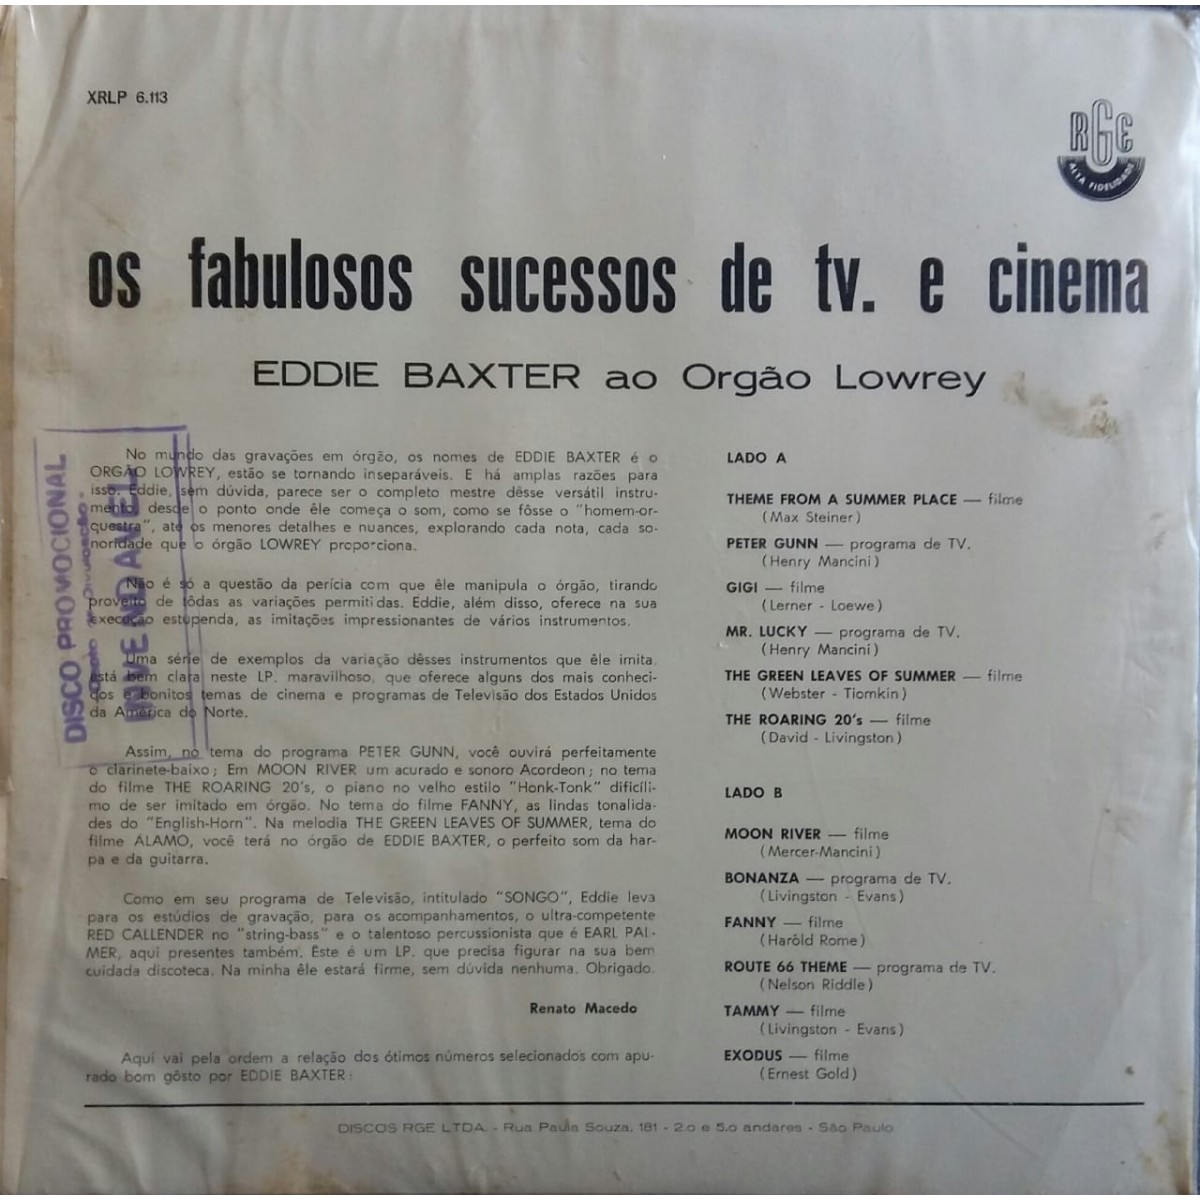 XRLP 6.113
RGE
ALTA FIDELIDADE
os fabulosos sucessos de tv. e cinema
EDDIE BAXTER ao Orgão Lowrey
No mundo das gravações em órgão, os nomes de EDDIE BAXTER é o
ORGÃO LOWREY, estão se tornando inseparáveis. E há amplas razões para
isso. Eddie, sem dúvida, parece ser o completo mestre dêsse versátil instru-
mento, desde o ponto onde êle começa o som, como se fôsse o "homem-or-
questra", até os menores detalhes e nuances, explorando cada nota, cada so-
noridade que o órgão LOWREY proporciona.
Não é só a questão da perícia com que êle manipula o órgão, tirando
proveito de tôdas as variações permitidas. Eddie, além disso, oferece na sua
execução estupenda, as imitações impressionantes de vários instrumentos.
Uma série de exemplos da variação dêsses instrumentos que êle imita.
está bem clara neste LP. maravilhoso, que oferece alguns dos mais conheci-
dos e bonitos temas de cinema e programas de Televisão dos Estados Unidos
da América do Norte.
Assim, no tema do programa PETER GUNN, você ouvirá perfeitamente
o clarinete-baixo; Em MOON RIVER um acurado e sonoro Acordeon; no tema
do filme THE ROARING 20's, o piano no velho estilo "Honk-Tonk" dificíli-
mo de ser imitado em órgão. No tema do filme FANNY, as lindas tonalida-
des do "English-Horn". Na melodia THE GREEN LEAVES OF SUMMER, tema do
filme ÁLAMO, você terá no órgão de EDDIE BAXTER, o perfeito som da har-
pa e da guitarra.
Como em seu programa de Televisão, intitulado "SONGO", Eddie leva
para os estúdios de gravação, para os acompanhamentos, o ultra-competente
RED CALLENDER no "string-bass" e o talentoso percussionista que é EARL PAL-
MER, aqui presentes também. Êste é um LP. que precisa figurar na sua bem
cuidada discoteca. Na minha êle estará firme, sem dúvida nenhuma. Obrigado.
Renato Macedo
Aqui vai pela ordem a relação dos ótimos números selecionados com apu-
rado bom gôsto por EDDIE BAXTER:
DISCO PROMOCIONAL
INVENDAVEL
LADO A
THEME FROM A SUMMER PLACE — filme
(Max Steiner)
PETER GUNN — programa de TV.
(Henry Mancini)
GIGI — filme
(Lerner - Loewe)
MR. LUCKY — programa de TV.
(Henry Mancini)
THE GREEN LEAVES OF SUMMER — filme
(Webster - Tiomkin)
THE ROARING 20's — filme
(David - Livingston)
LADO B
MOON RIVER — filme
(Mercer-Mancini)
BONANZA — programa de TV.
(Livingston - Evans)
FANNY — filme
(Harôld Rome)
ROUTE 66 THEME — programa de TV.
(Nelson Riddle)
TAMMY — filme
(Livingston - Evans)
EXODUS — filme
(Ernest Gold)
DISCOS RGE LTDA. - Rua Paula Souza, 181 - 2.o e 5.o andares - São Paulo